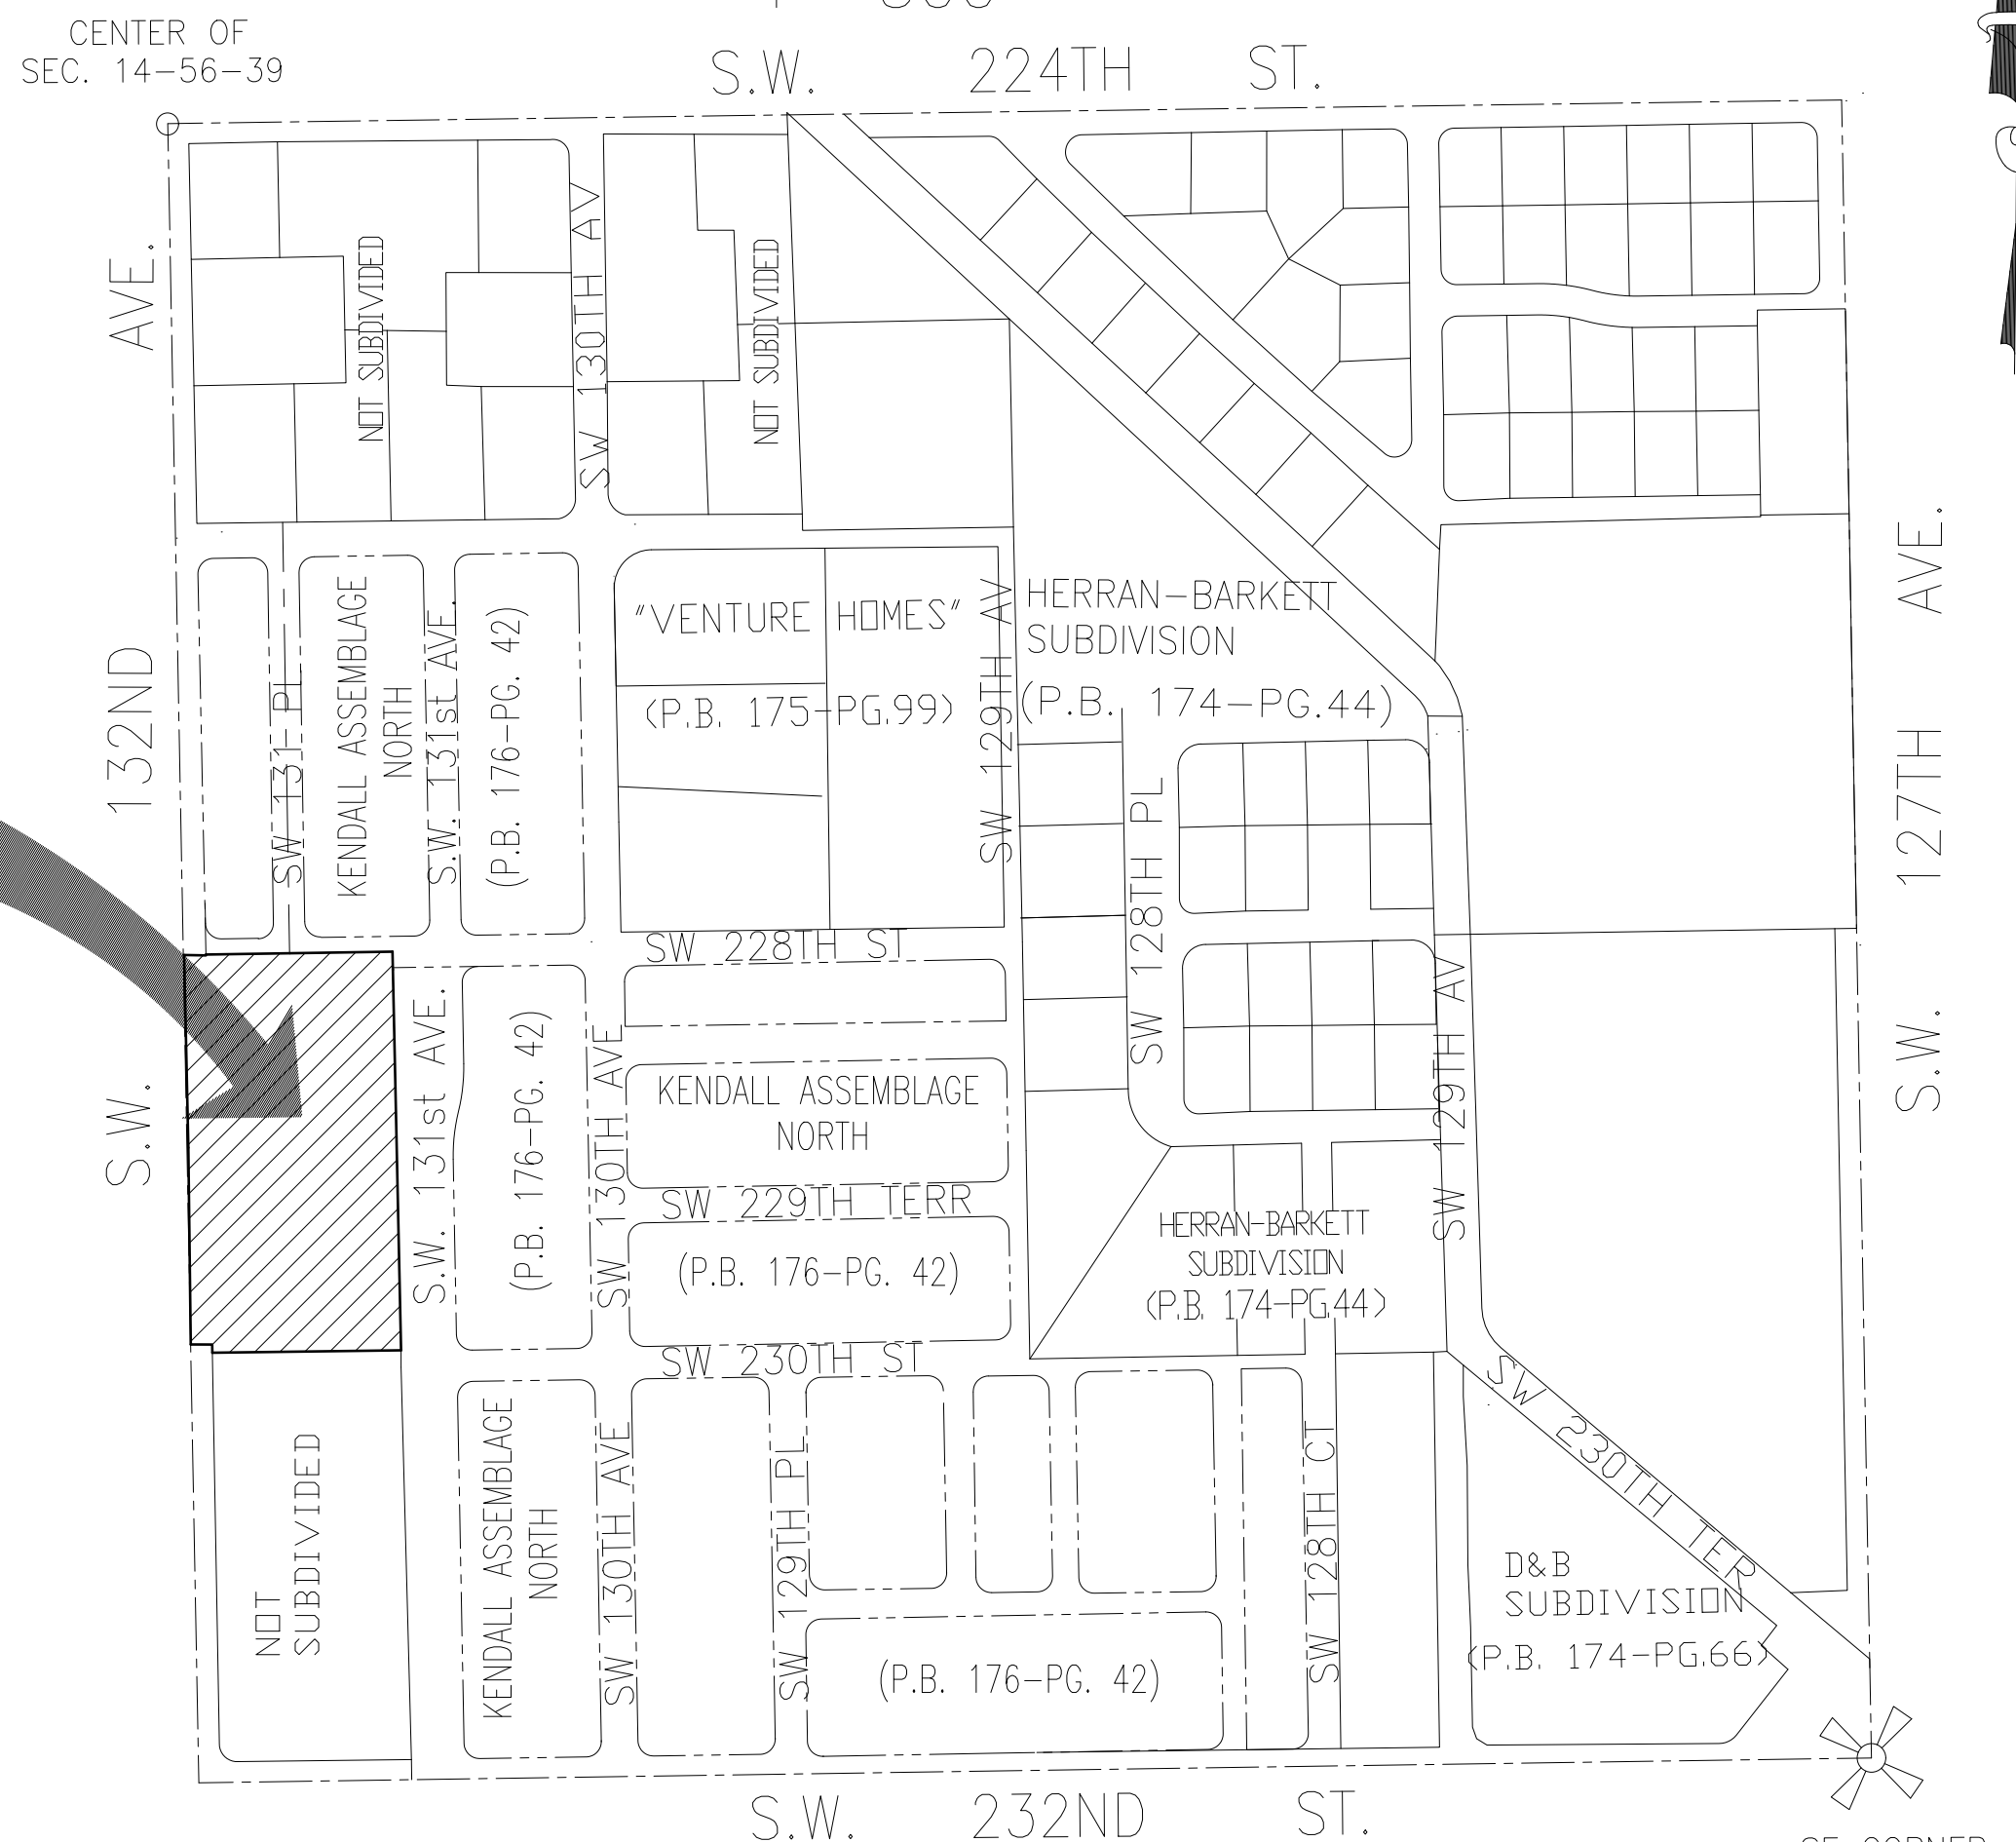 CENTER OF
SEC. 14-56-39
S.W. 224TH ST.
S.W. 132ND AVE.
S.W. 127TH AVE.
NOT SUBDIVIDED
SW 130TH AV
NOT SUBDIVIDED
SW 131 PL
KENDALL ASSEMBLAGE
NORTH
S.W. 131st AVE.
(P.B. 176-PG. 42)
"VENTURE HOMES"
(P.B. 175-PG.99)
SW 129TH AV
HERRAN-BARKETT
SUBDIVISION
(P.B. 174-PG.44)
SW 128TH PL
SW 228TH ST
S.W. 131st AVE.
(P.B. 176-PG. 42)
SW 130TH AVE
KENDALL ASSEMBLAGE
NORTH
SW 229TH TERR
(P.B. 176-PG. 42)
SW 230TH ST
HERRAN-BARKETT
SUBDIVISION
(P.B. 174-PG.44)
SW 129TH AV
NOT
SUBDIVIDED
KENDALL ASSEMBLAGE
NORTH
SW 130TH AVE
SW 129TH PL
(P.B. 176-PG. 42)
SW 128TH CT
SW 230TH TER
D&B
SUBDIVISION
(P.B. 174-PG.66)
S.W. 232ND ST.